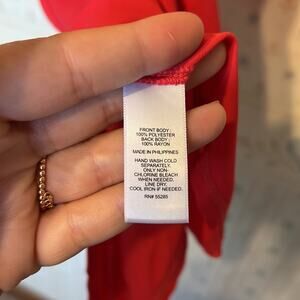 FRONT BODY :
100% POLYESTER
BACK BODY :
100% RAYON
MADE IN PHILIPPINES
HAND WASH COLD
SEPARATELY.
ONLY NON-
CHLORINE BLEACH
WHEN NEEDED.
LINE DRY.
COOL IRON IF NEEDED.
RN# 55285